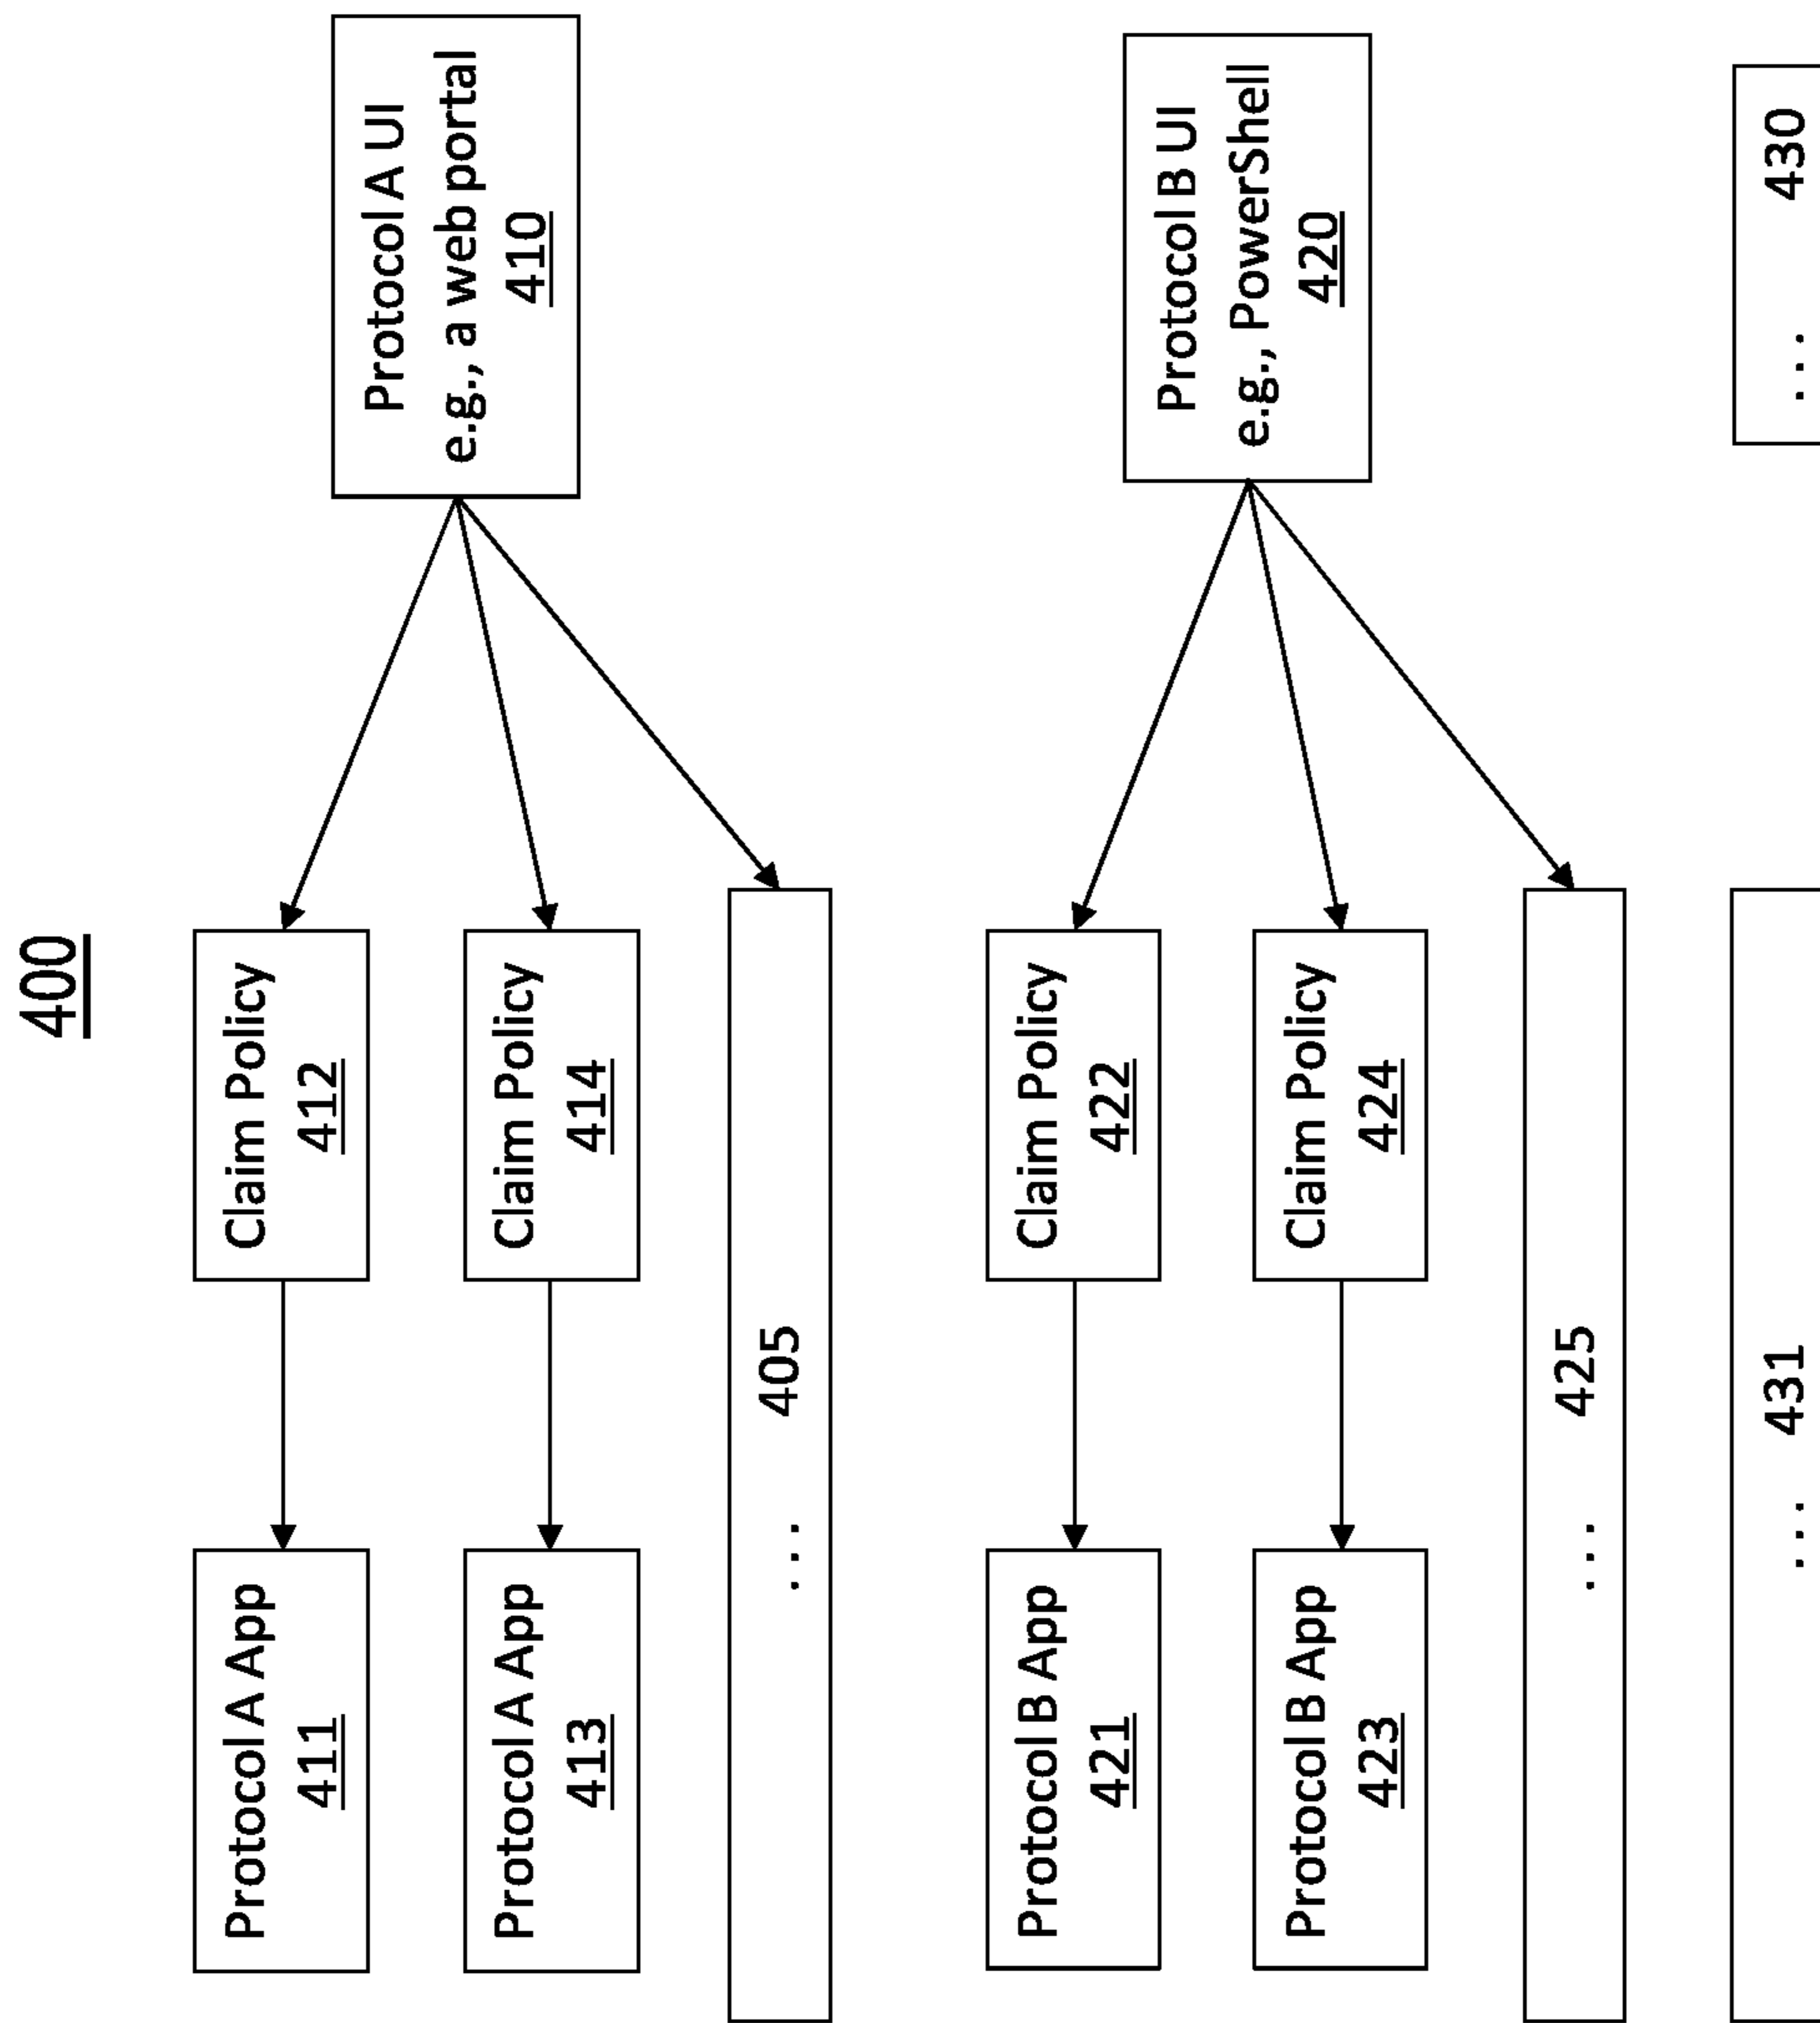 400
Protocol A App
411
Claim Policy
412
Protocol A UI
e.g., a web portal
410
Protocol A App
413
Claim Policy
414
... 405
Protocol B App
421
Claim Policy
422
Protocol B UI
e.g., PowerShell
420
Protocol B App
423
Claim Policy
424
... 425
... 431
... 430